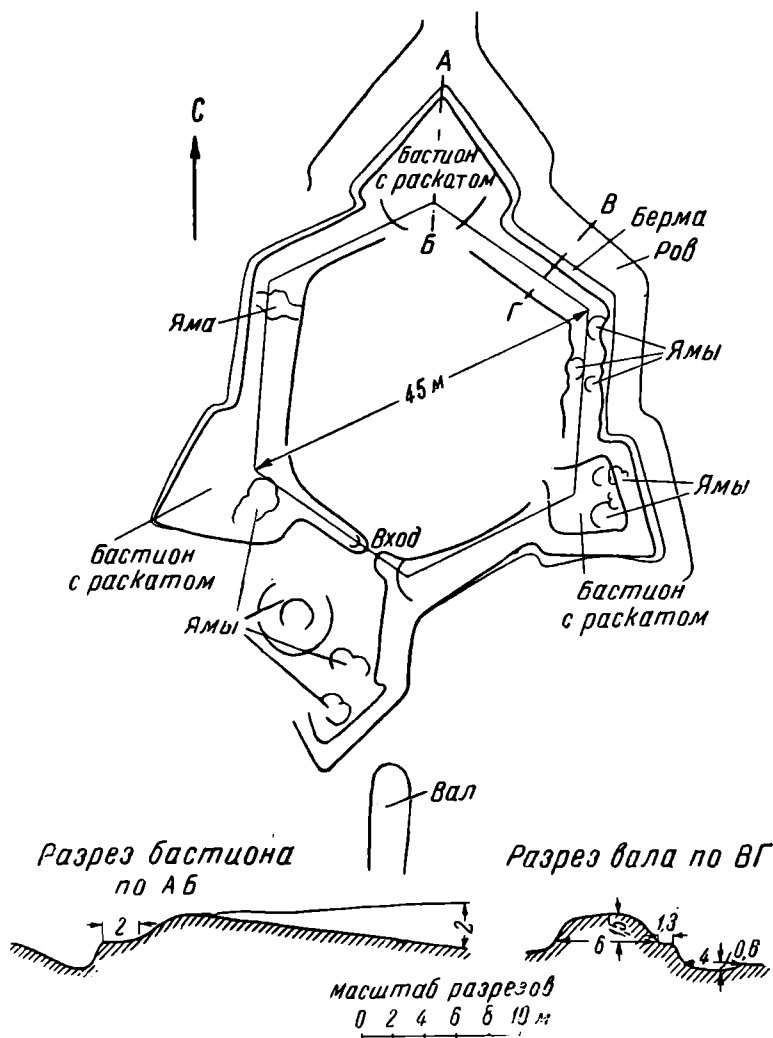 А
С
Бастион
с раскатом
В
Берма
Ров
Б
Г
Яма
Ямы
45 м
Ямы
Вход
Бастион
с раскатом
Бастион
с раскатом
Ямы
Вал
Разрез бастиона
по АБ
Разрез вала по ВГ
2
2
6
1,5
1,3
4
0,8
Масштаб разрезов
0 2 4 6 8 10 м